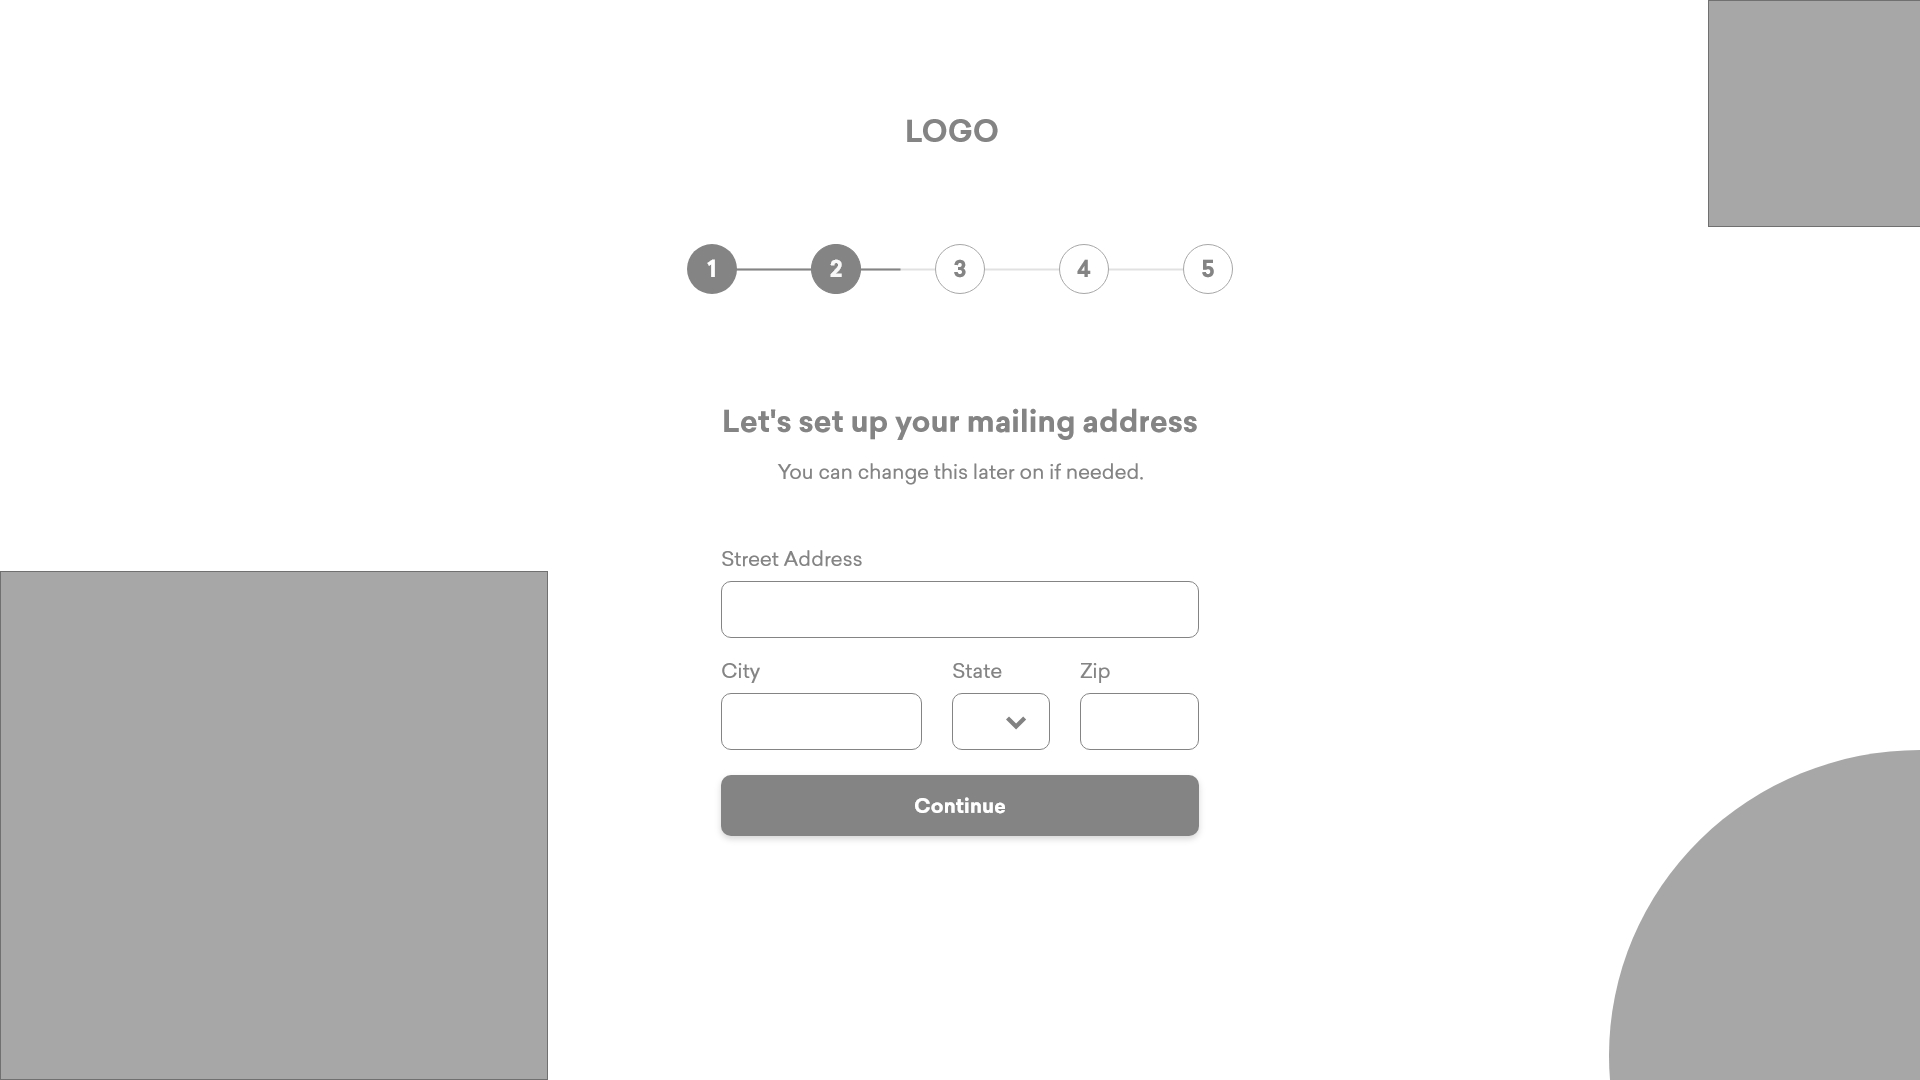 LOGO
1 2 3 4 5
Let's set up your mailing address
You can change this later on if needed.
Street Address
City State Zip
Continue